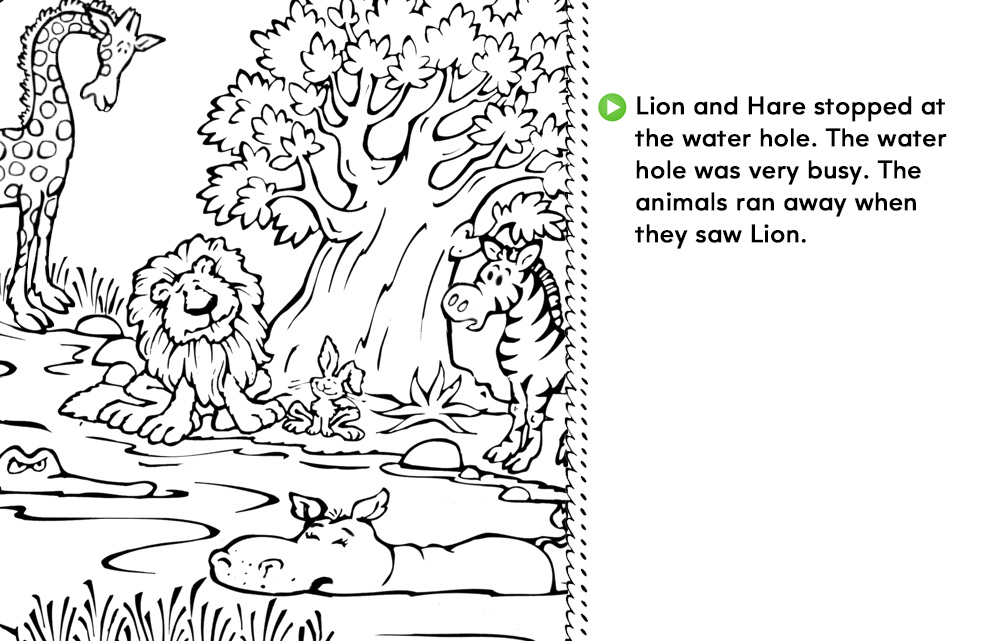 Lion and Hare stopped at
the water hole. The water
hole was very busy. The
animals ran away when
they saw Lion.